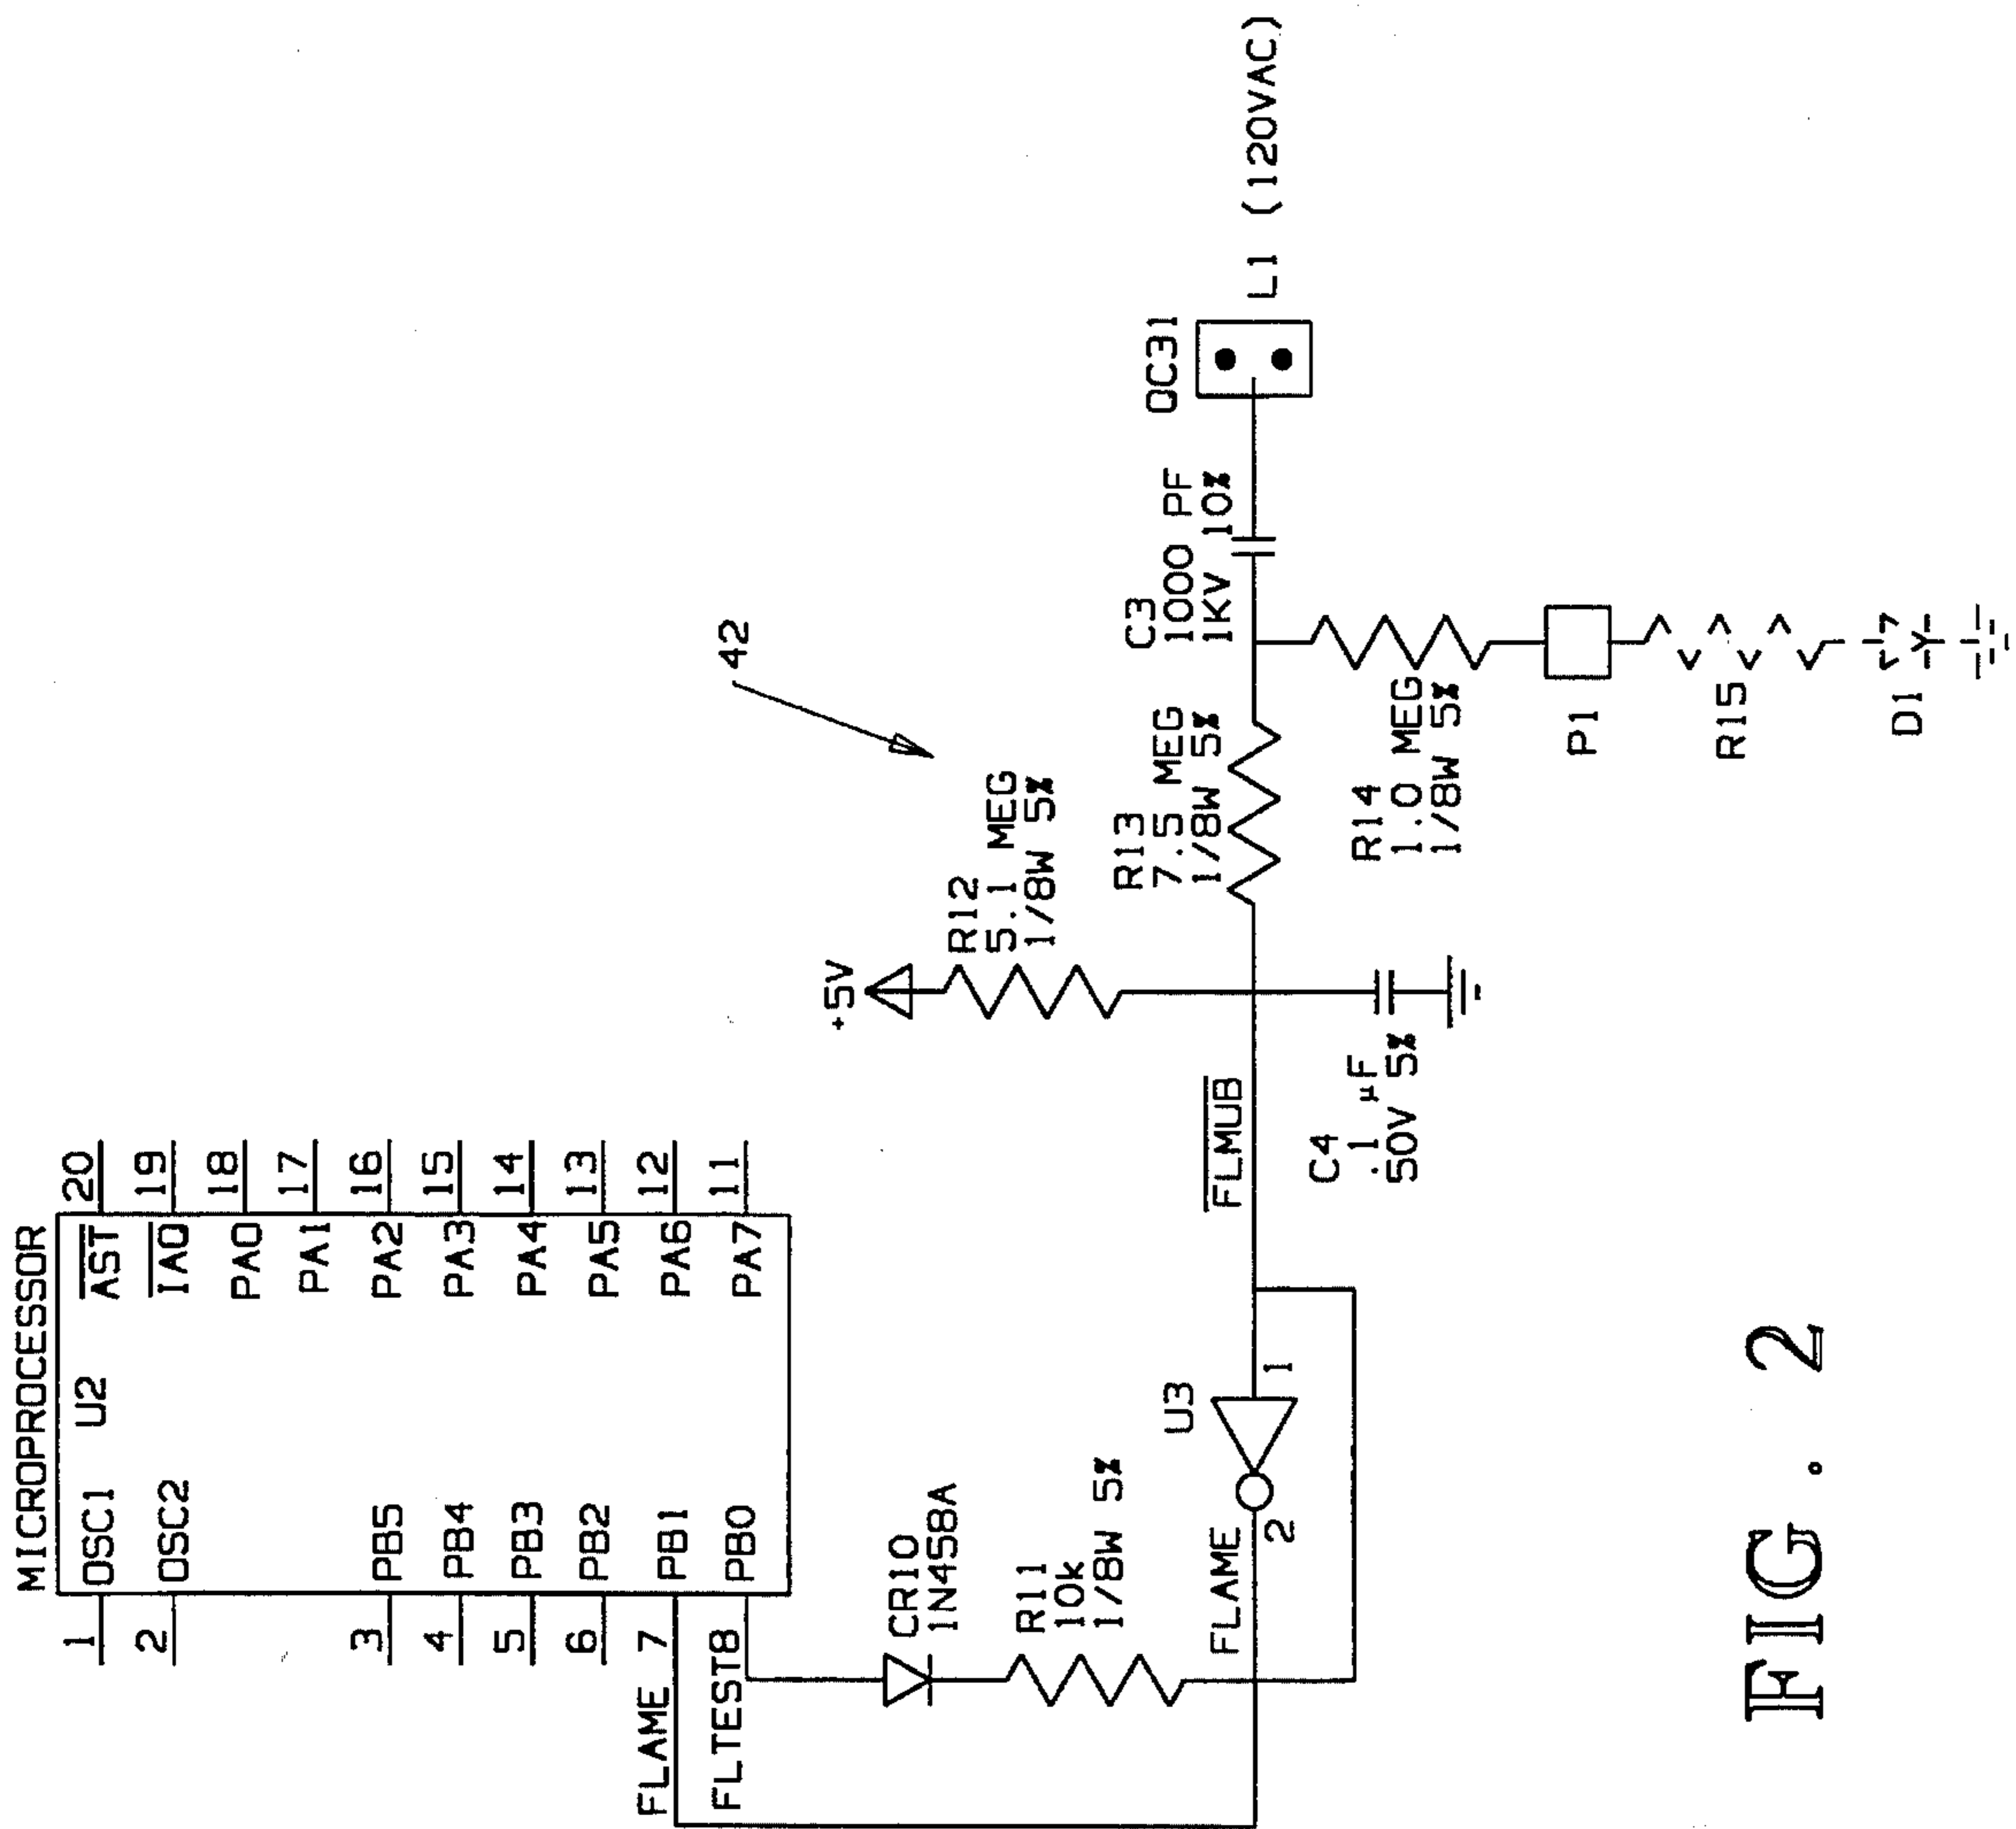 MICROPROCESSOR
U2
1 OSC1
2 OSC2
3 PB5
4 PB4
5 PB3
6 PB2
FLAME 7 PB1
FLTEST8 PB0
AST 20
IAQ 19
PA0 18
PA1 17
PA2 16
PA3 15
PA4 14
PA5 13
PA6 12
PA7 11
CR10
1N458A
R11
10k
1/8W 5%
FLAME
2
U3
1
FLMUB
+5V
R12
5.1 MEG
1/8W 5%
42
C4
.1 µF
50V 5%
R13
7.5 MEG
1/8W 5%
C3
1000 PF
1KV 10%
QC31
L1 (120VAC)
R14
1.0 MEG
1/8W 5%
P1
R15
D1
FIG. 2